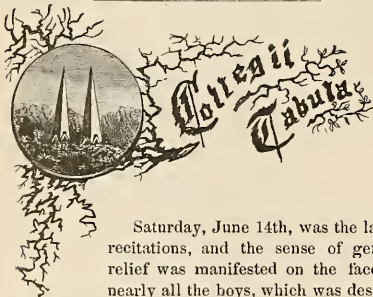 Collegii
Tabula.
Saturday, June 14th, was the la
recitations, and the sense of gen
relief was manifested on the face
nearly all the boys, which was des